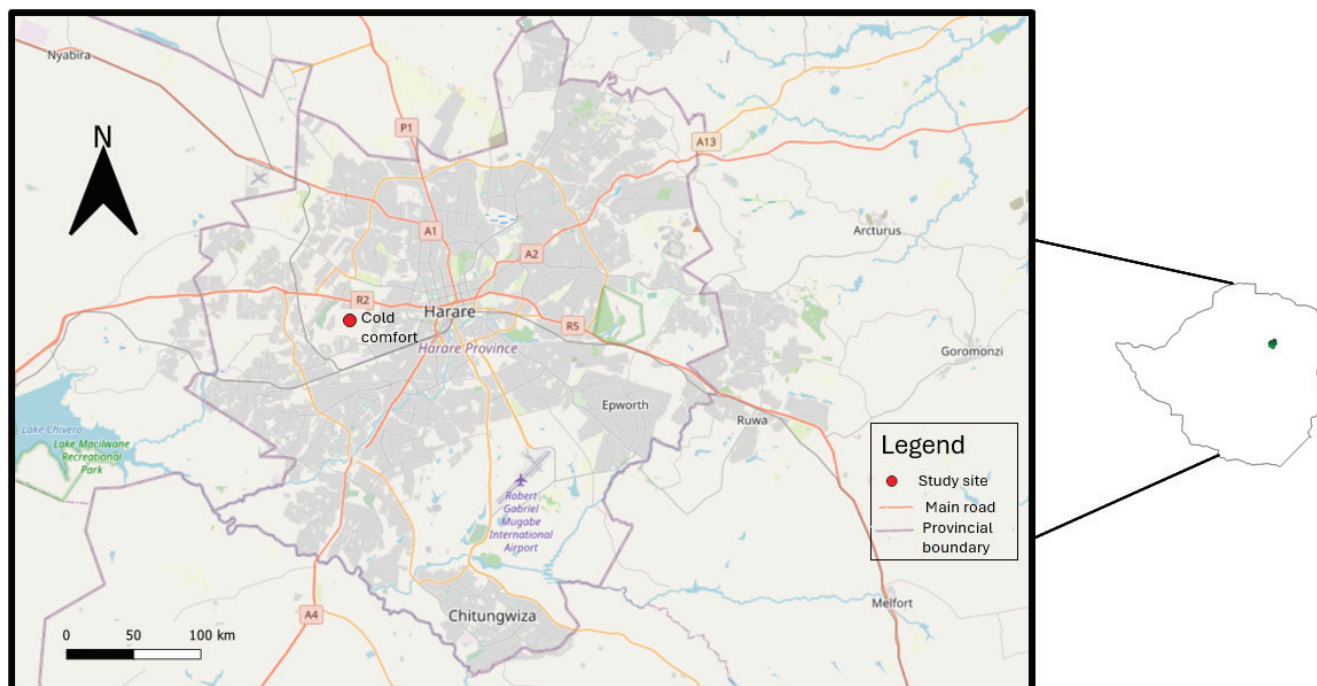 Nyabira
N
P1
A13
A1
A2
Arcturus
R2
Cold
comfort
Harare
Harare Province
R5
Goromonzi
Epworth
Ruwa
Lake Chivero
Lake Macilwane
Recreational
Park
Robert
Gabriel
Mugabe
International
Airport
Legend
Study site
Main road
Provincial
boundary
Melfort
A4
Chitungwiza
0 50 100 km